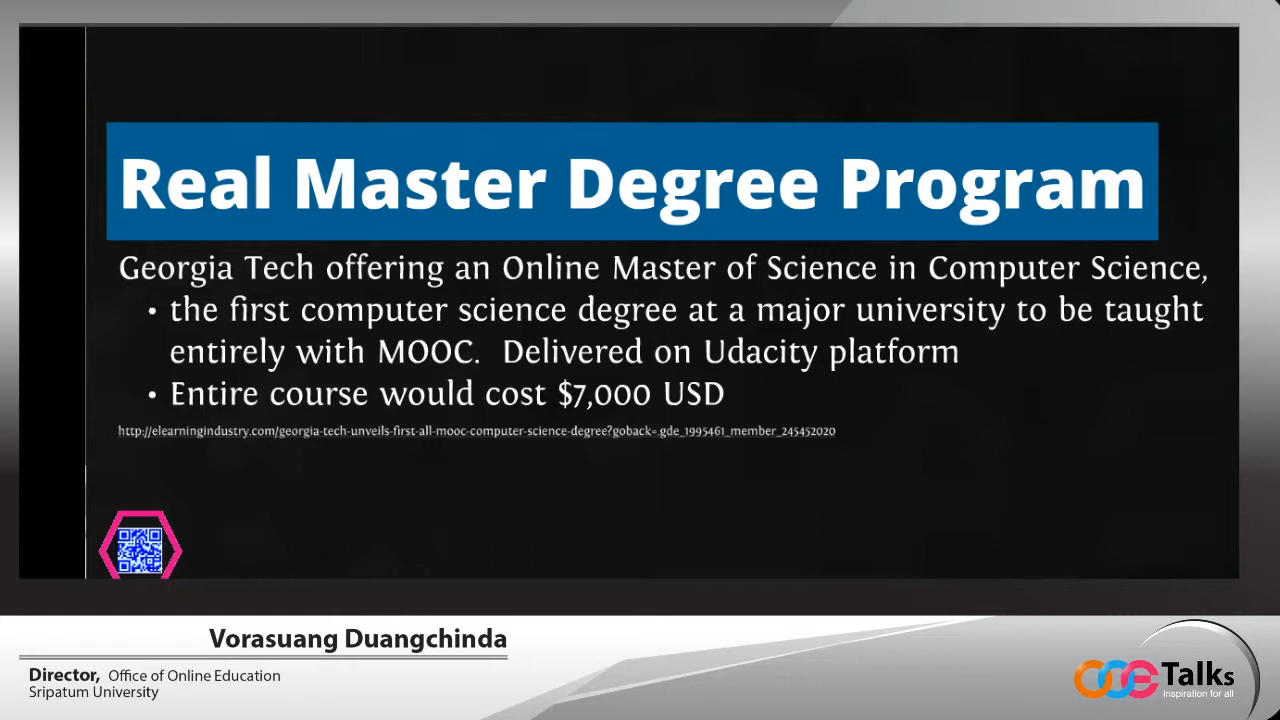 Real Master Degree Program
Georgia Tech offering an Online Master of Science in Computer Science,
• the first computer science degree at a major university to be taught
entirely with MOOC.  Delivered on Udacity platform
• Entire course would cost $7,000 USD
http://elearningindustry.com/georgia-tech-unveils-first-all-mooc-computer-science-degree?goback=.gde_1995461_member_245452020
Vorasuang Duangchinda
Director, Office of Online Education
Sripatum University
OOE Talks
Inspiration for all